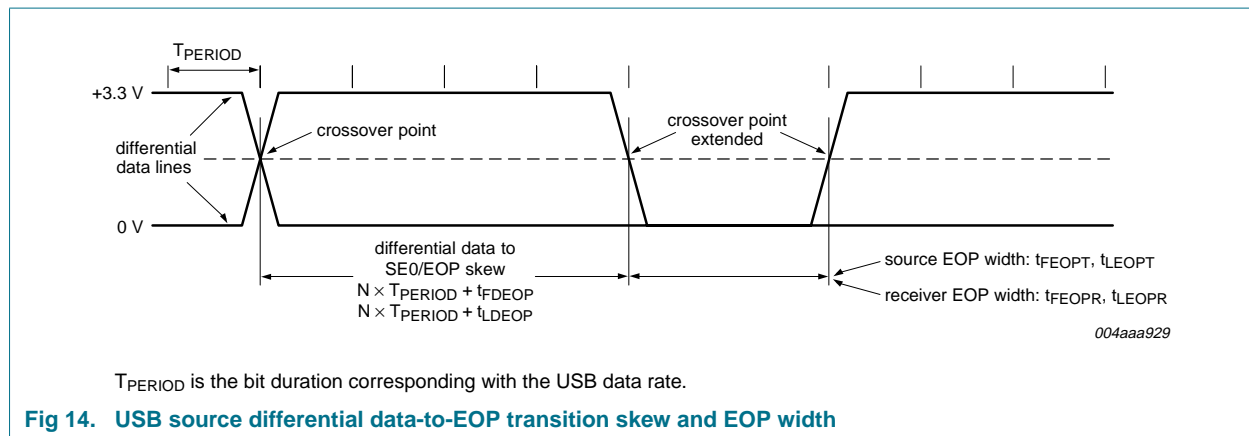 TPERIOD
+3.3 V
crossover point
crossover point
extended
differential
data lines
0 V
differential data to
SE0/EOP skew
N × TPERIOD + tFDEOP
N × TPERIOD + tLDEOP
source EOP width: tFEOPT, tLEOPT
receiver EOP width: tFEOPR, tLEOPR
004aaa929
TPERIOD is the bit duration corresponding with the USB data rate.
Fig 14. USB source differential data-to-EOP transition skew and EOP width